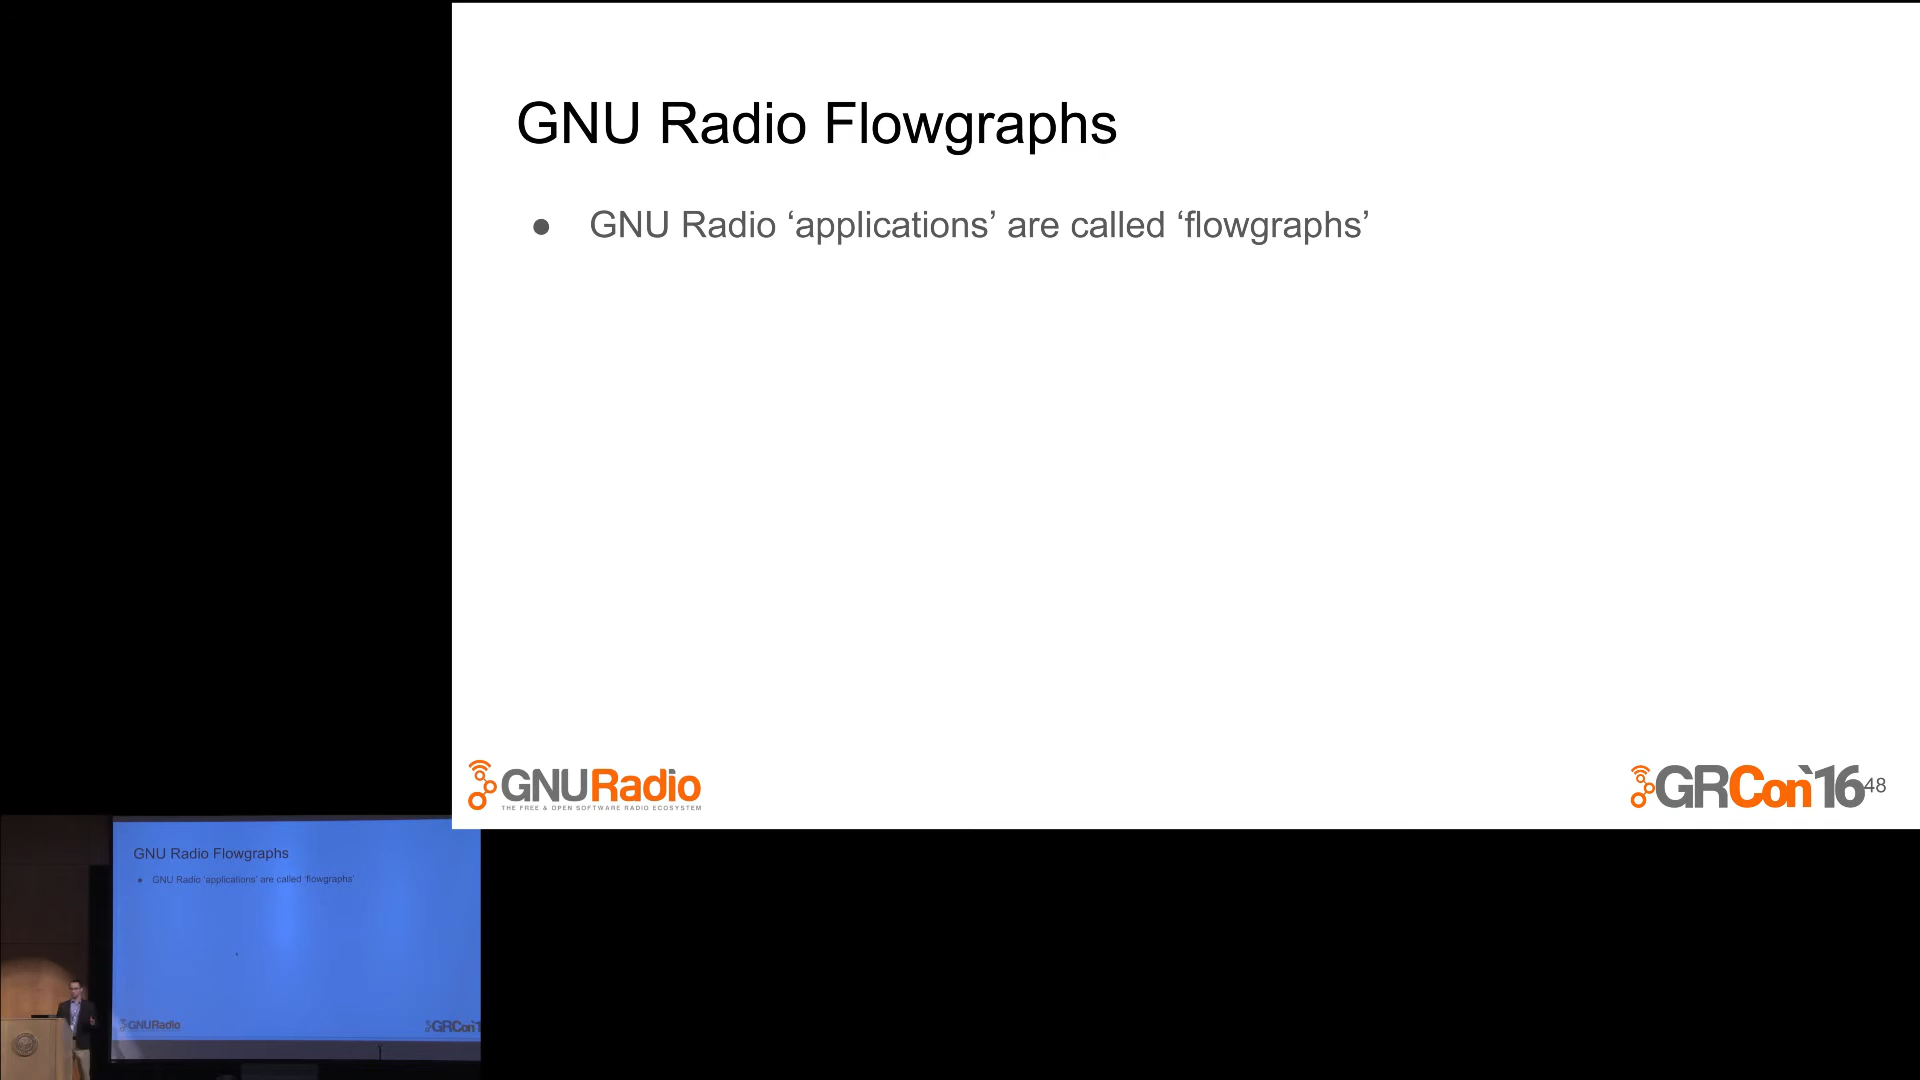 GNU Radio Flowgraphs
● GNU Radio ‘applications’ are called ‘flowgraphs’
GNURadio
THE FREE & OPEN SOFTWARE RADIO ECOSYSTEM
GRCon`16
48
GNU Radio Flowgraphs
● GNU Radio ‘applications’ are called ‘flowgraphs’
GNURadio
GRCon`1